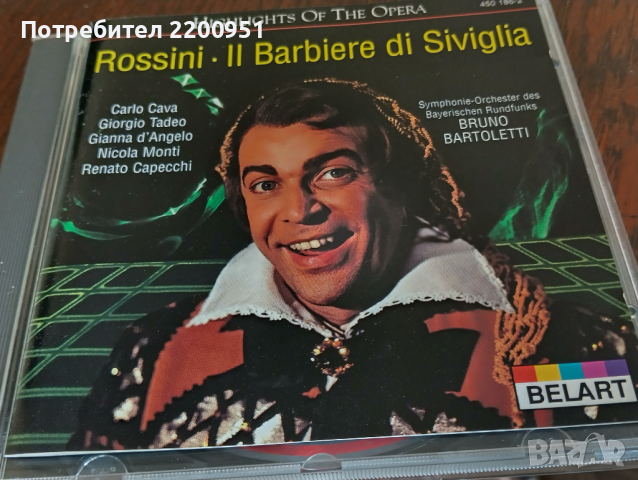 HIGHLIGHTS OF THE OPERA
450 186-2
Потребител 2200951
Rossini · Il Barbiere di Siviglia
Carlo Cava
Giorgio Tadeo
Gianna d'Angelo
Nicola Monti
Renato Capecchi
Symphonie-Orchester des
Bayerischen Rundfunks
BRUNO
BARTOLETTI
BELART
BAZAR